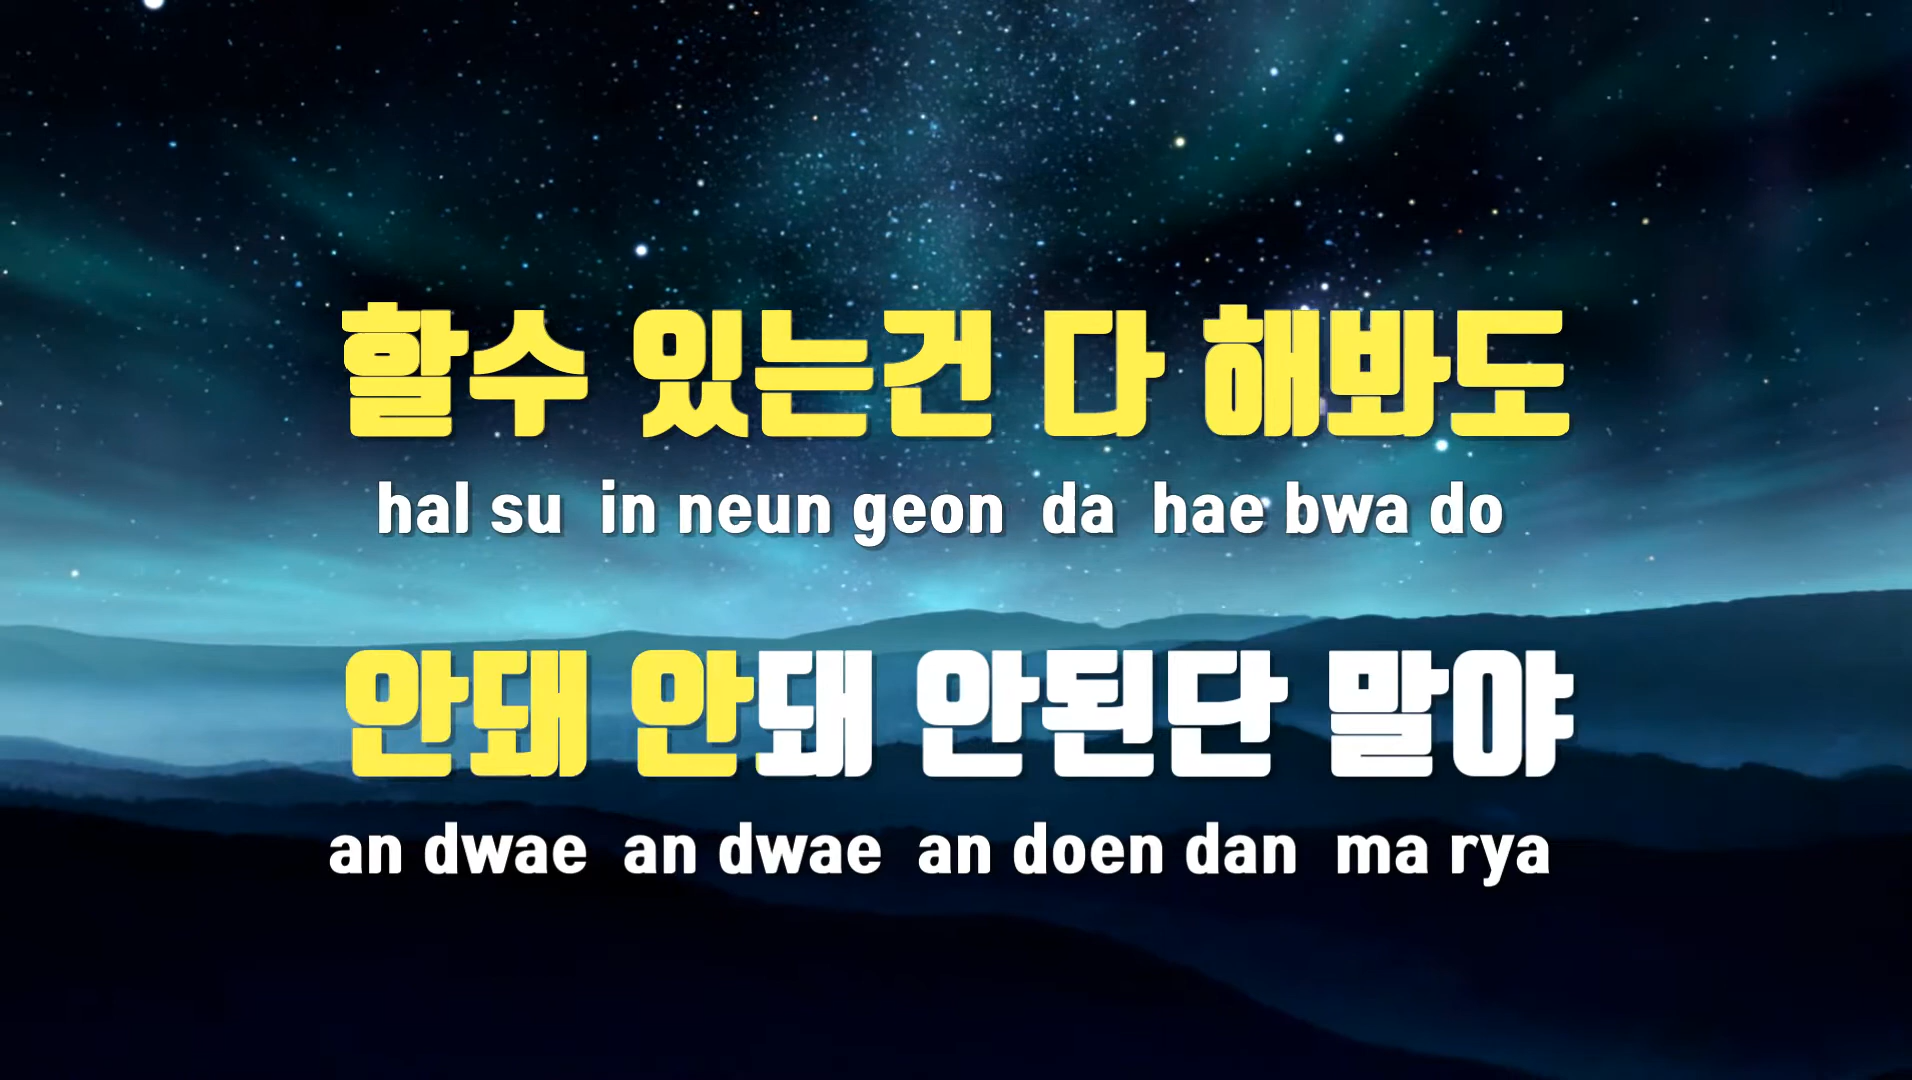 할수 있는건 다 해봐도
hal su in neun geon da hae bwa do
안돼 안돼 안된단 말야
an dwae an dwae an doen dan ma rya